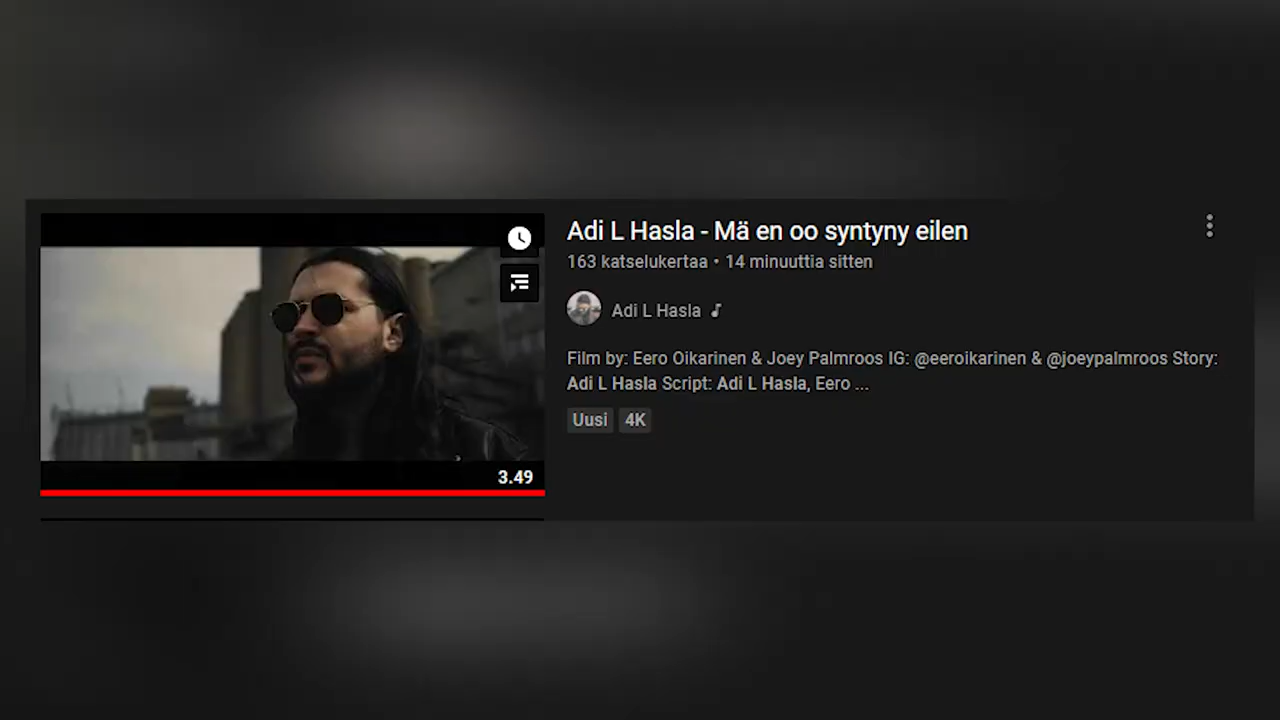 Adi L Hasla - Mä en oo syntyny eilen
163 katselukertaa • 14 minuuttia sitten
Adi L Hasla
Film by: Eero Oikarinen & Joey Palmroos IG: @eeroikarinen & @joeypalmroos Story:
Adi L Hasla Script: Adi L Hasla, Eero ...
Uusi 4K
3.49